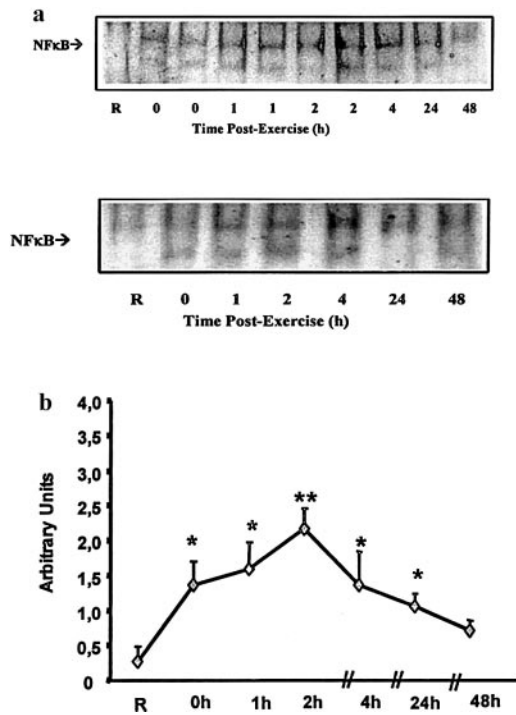 a
NFκB→
R 0 0 1 1 2 2 4 24 48
Time Post-Exercise (h)
NFκB→
R 0 1 2 4 24 48
Time Post-Exercise (h)
b
4,0
3,5
3,0
2,5
2,0
1,5
1,0
0,5
0
Arbitrary Units
* * ** * *
R 0h 1h 2h 4h 24h 48h